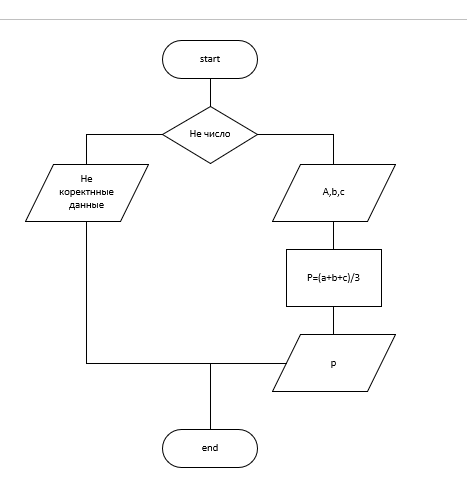 start
Не число
Не
коректнные
данные
A,b,c
P=(a+b+c)/3
p
end